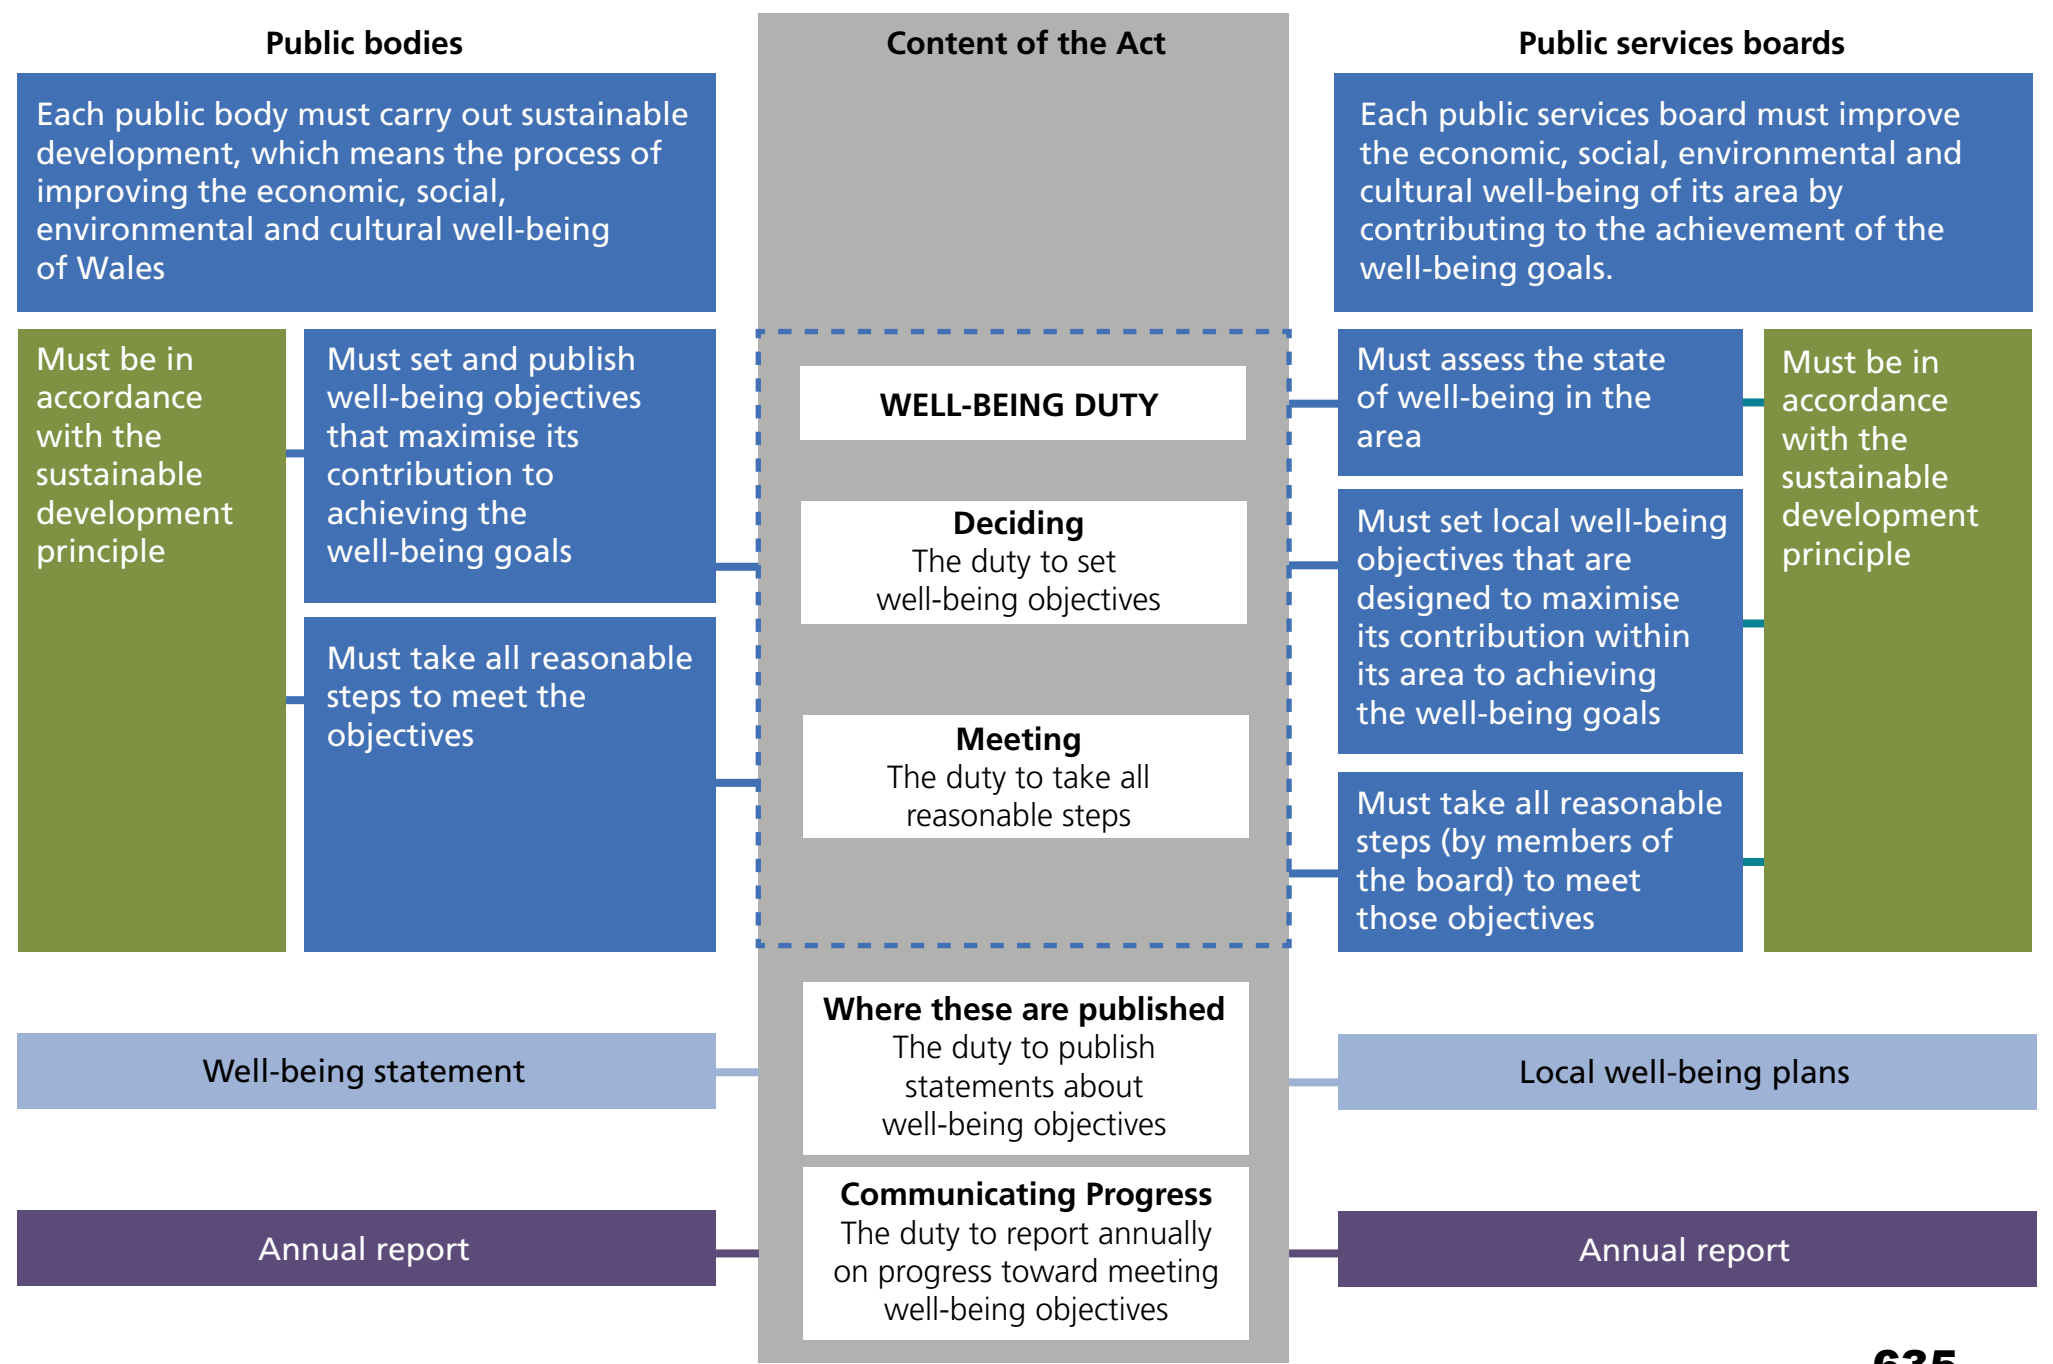 Public bodies
Each public body must carry out sustainable
development, which means the process of
improving the economic, social,
environmental and cultural well-being
of Wales
Must be in
accordance
with the
sustainable
development
principle
Must set and publish
well-being objectives
that maximise its
contribution to
achieving the
well-being goals
Must take all reasonable
steps to meet the
objectives
Well-being statement
Annual report
Content of the Act
WELL-BEING DUTY
Deciding
The duty to set
well-being objectives
Meeting
The duty to take all
reasonable steps
Where these are published
The duty to publish
statements about
well-being objectives
Communicating Progress
The duty to report annually
on progress toward meeting
well-being objectives
Public services boards
Each public services board must improve
the economic, social, environmental and
cultural well-being of its area by
contributing to the achievement of the
well-being goals.
Must assess the state
of well-being in the
area
Must set local well-being
objectives that are
designed to maximise
its contribution within
its area to achieving
the well-being goals
Must take all reasonable
steps (by members of
the board) to meet
those objectives
Must be in
accordance
with the
sustainable
development
principle
Local well-being plans
Annual report
635